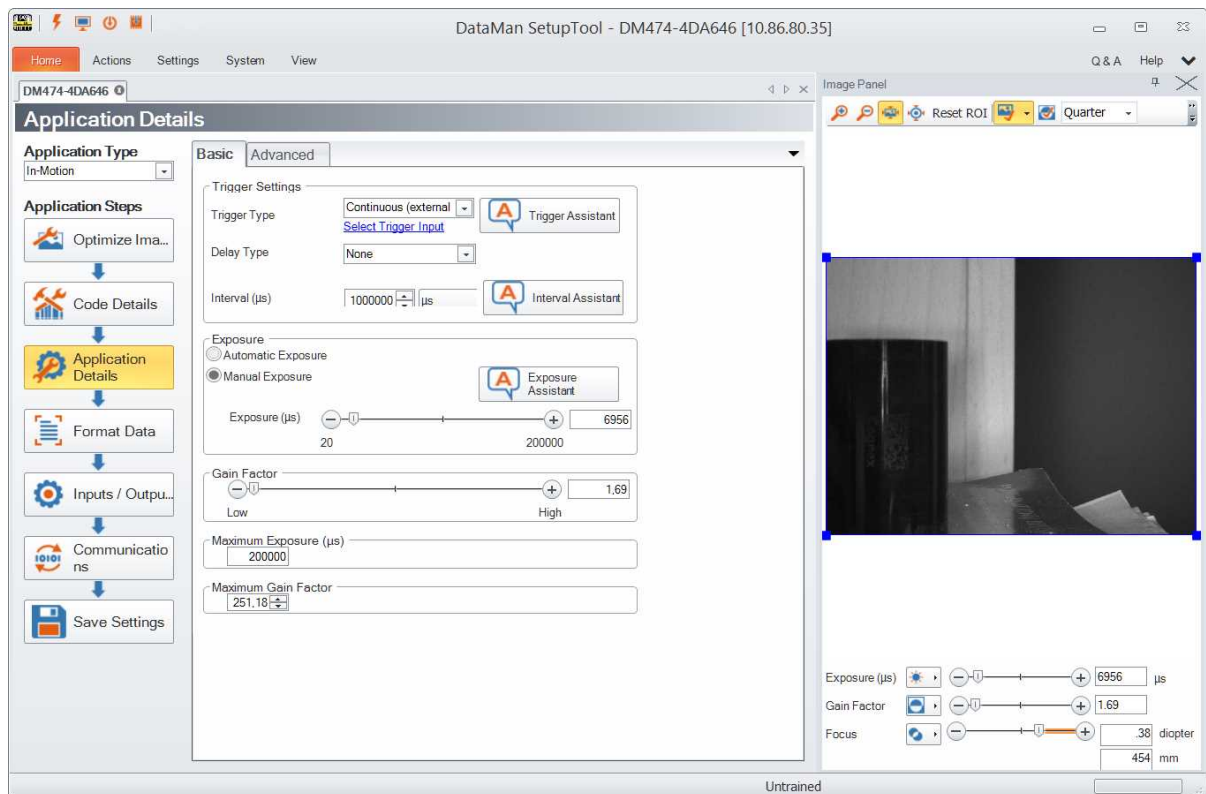 DataMan SetupTool - DM474-4DA646 [10.86.80.35]
Home Actions Settings System View Q & A Help
DM474-4DA646
Application Details
Application Type
In-Motion
Application Steps
Optimize Ima...
Code Details
Application
Details
Format Data
Inputs / Outpu...
Communicatio
ns
Save Settings
Basic Advanced
Trigger Settings
Trigger Type Continuous (external Trigger Assistant
Select Trigger Input
Delay Type None
Interval (µs) 1000000 µs Interval Assistant
Exposure
Automatic Exposure
Manual Exposure Exposure
Assistant
Exposure (µs) 6956
20 200000
Gain Factor
1,69
Low High
Maximum Exposure (µs)
200000
Maximum Gain Factor
251,18
Image Panel
Reset ROI Quarter
Exposure (µs) 6956 µs
Gain Factor 1.69
Focus .38 diopter
454 mm
Untrained